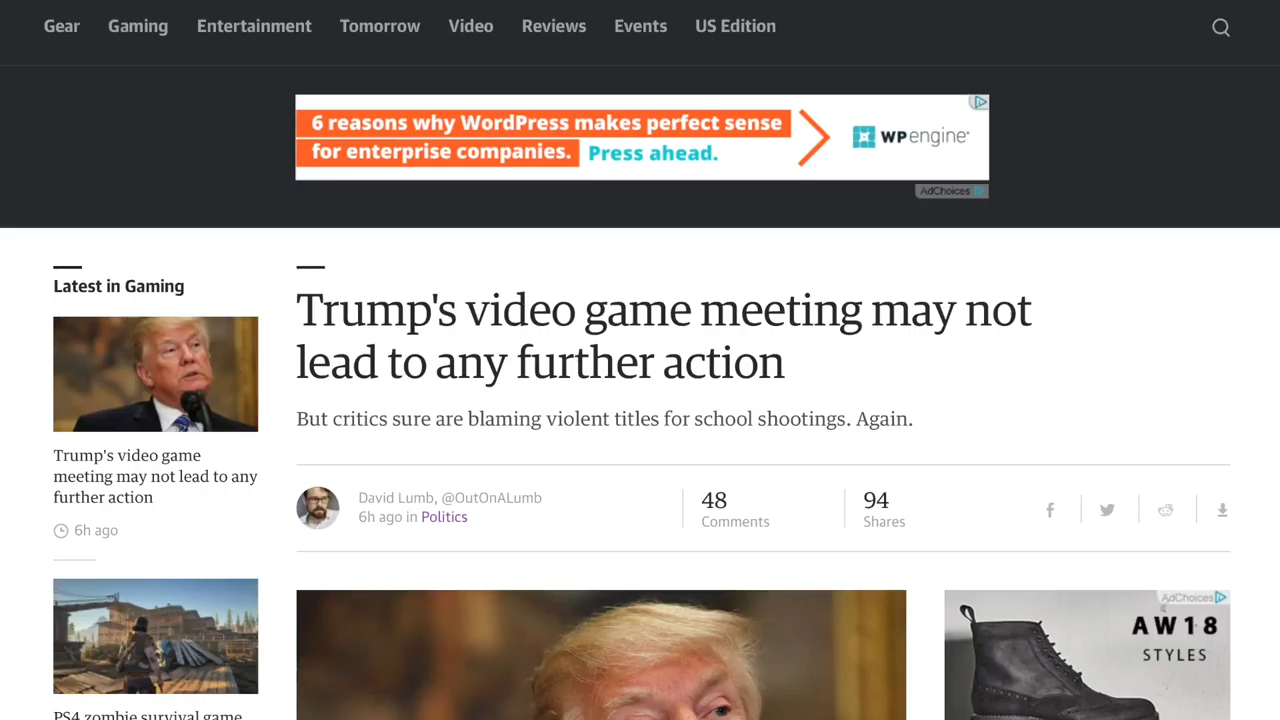 Gear Gaming Entertainment Tomorrow Video Reviews Events US Edition
6 reasons why WordPress makes perfect sense
for enterprise companies. Press ahead.
WPengine
AdChoices
Latest in Gaming
Trump's video game
meeting may not lead to any
further action
6h ago
PS4 zombie survival game
Trump's video game meeting may not
lead to any further action
But critics sure are blaming violent titles for school shootings. Again.
David Lumb, @OutOnALumb
6h ago in Politics
48
Comments
94
Shares
AdChoices
AW18
STYLES